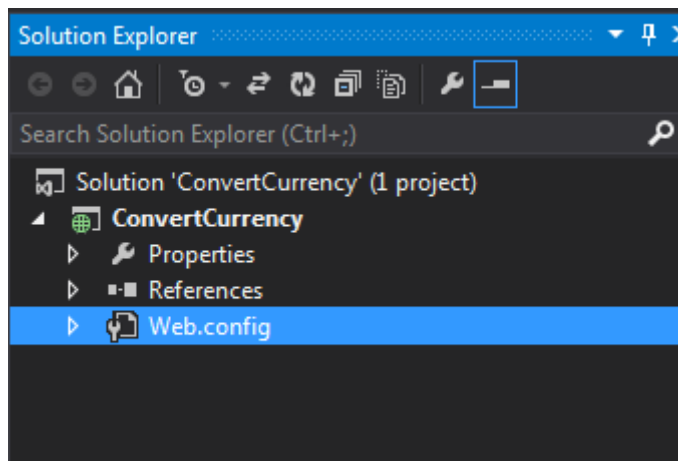 Solution Explorer
Search Solution Explorer (Ctrl+;)
Solution 'ConvertCurrency' (1 project)
ConvertCurrency
Properties
References
Web.config